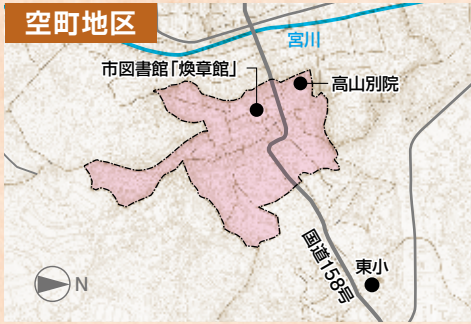 空町地区
宮川
市図書館「煥章館」
高山別院
国道158号
東小
N